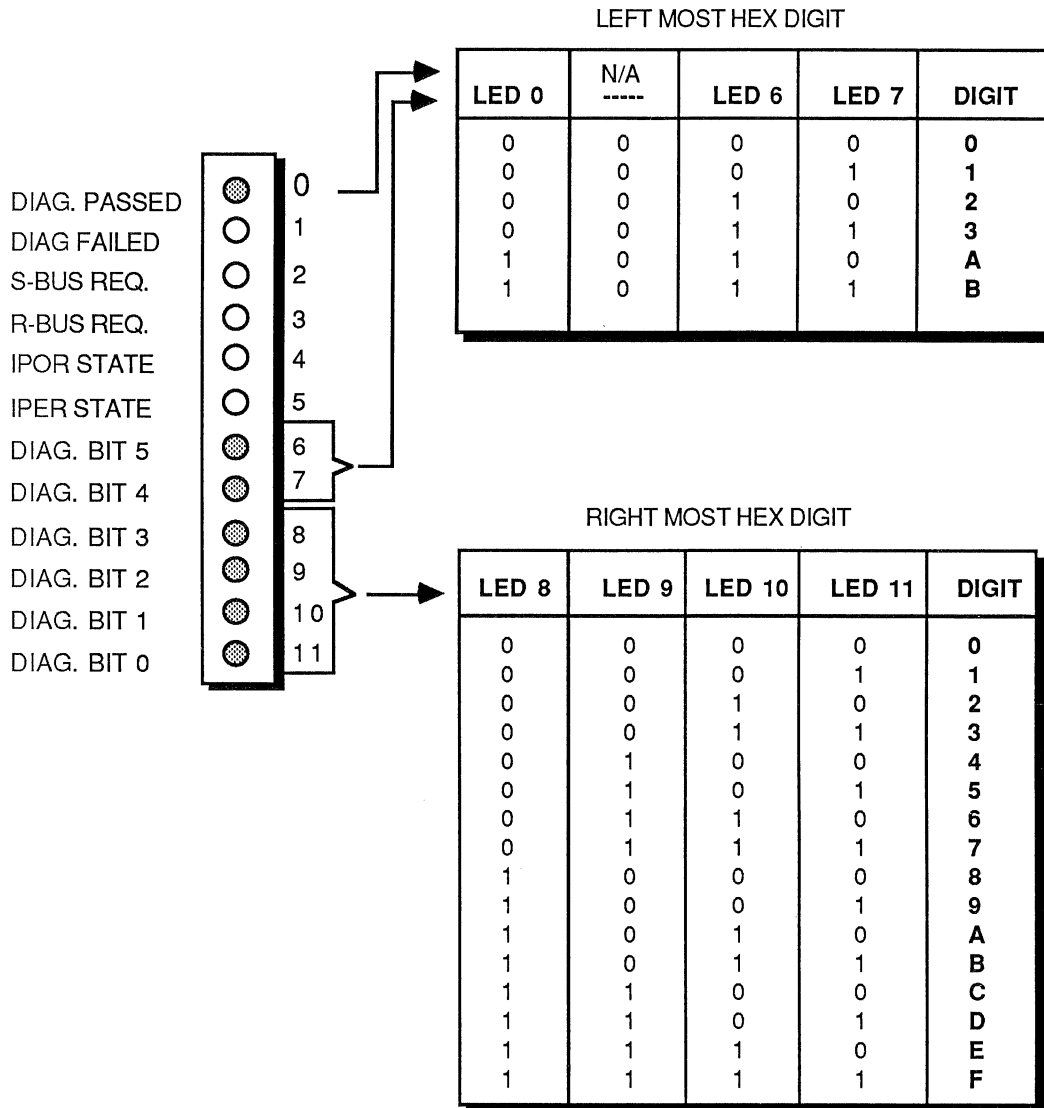 LEFT MOST HEX DIGIT
LED 0 N/A ----- LED 6 LED 7 DIGIT
0 0 0 0 0
0 0 0 1 1
0 0 1 0 2
0 0 1 1 3
1 0 1 0 A
1 0 1 1 B
DIAG. PASSED 0
DIAG FAILED 1
S-BUS REQ. 2
R-BUS REQ. 3
IPOR STATE 4
IPER STATE 5
DIAG. BIT 5 6
DIAG. BIT 4 7
DIAG. BIT 3 8
DIAG. BIT 2 9
DIAG. BIT 1 10
DIAG. BIT 0 11
RIGHT MOST HEX DIGIT
LED 8 LED 9 LED 10 LED 11 DIGIT
0 0 0 0 0
0 0 0 1 1
0 0 1 0 2
0 0 1 1 3
0 1 0 0 4
0 1 0 1 5
0 1 1 0 6
0 1 1 1 7
1 0 0 0 8
1 0 0 1 9
1 0 1 0 A
1 0 1 1 B
1 1 0 0 C
1 1 0 1 D
1 1 1 0 E
1 1 1 1 F